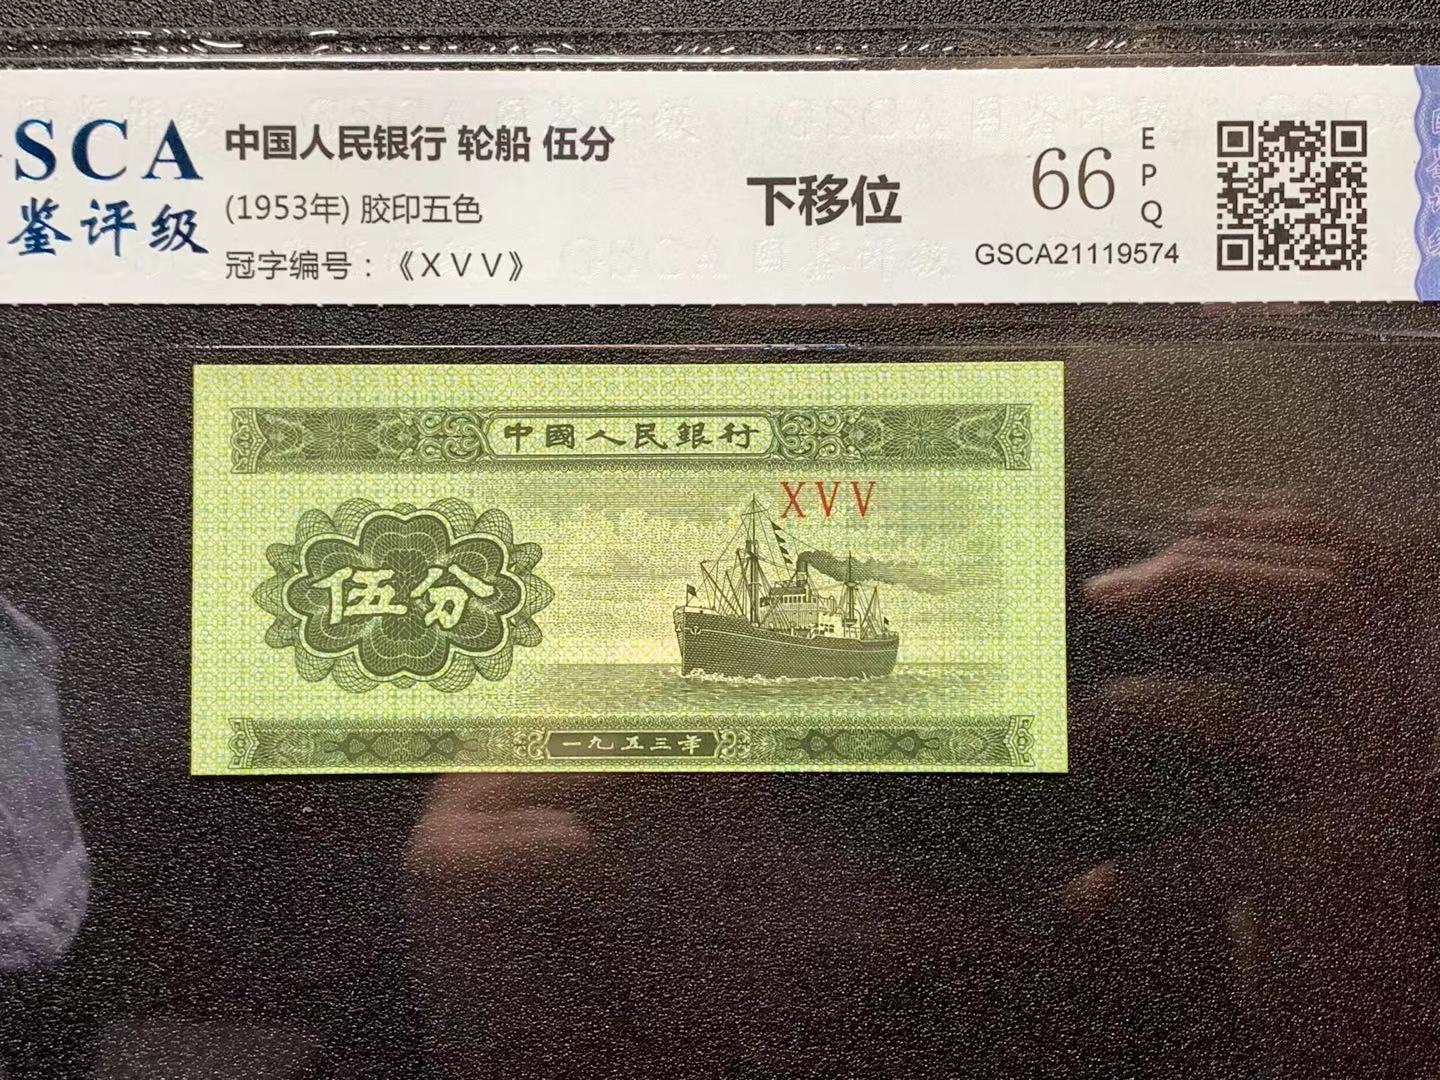 SCA
鉴评级
中国人民银行 轮船 伍分
(1953年) 胶印五色
冠字编号：《XVV》
下移位
66
E
P
Q
GSCA21119574
中國人民銀行
XVV
伍分
一九五三年